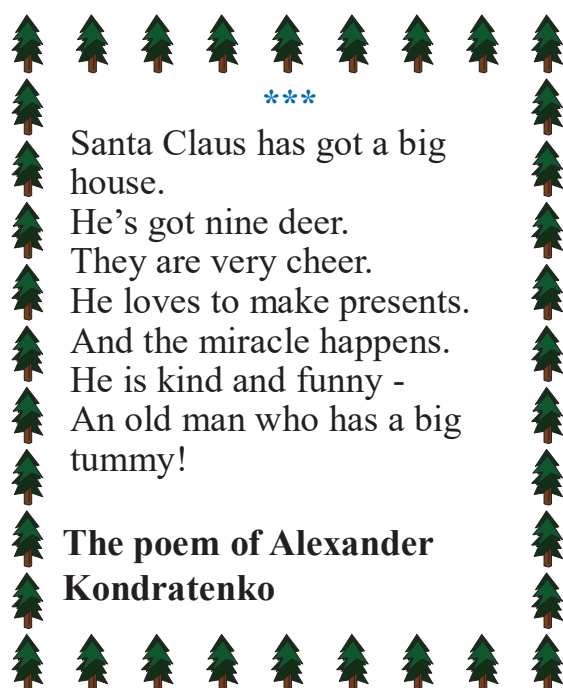 ***
Santa Claus has got a big
house.
He’s got nine deer.
They are very cheer.
He loves to make presents.
And the miracle happens.
He is kind and funny -
An old man who has a big
tummy!
The poem of Alexander
Kondratenko